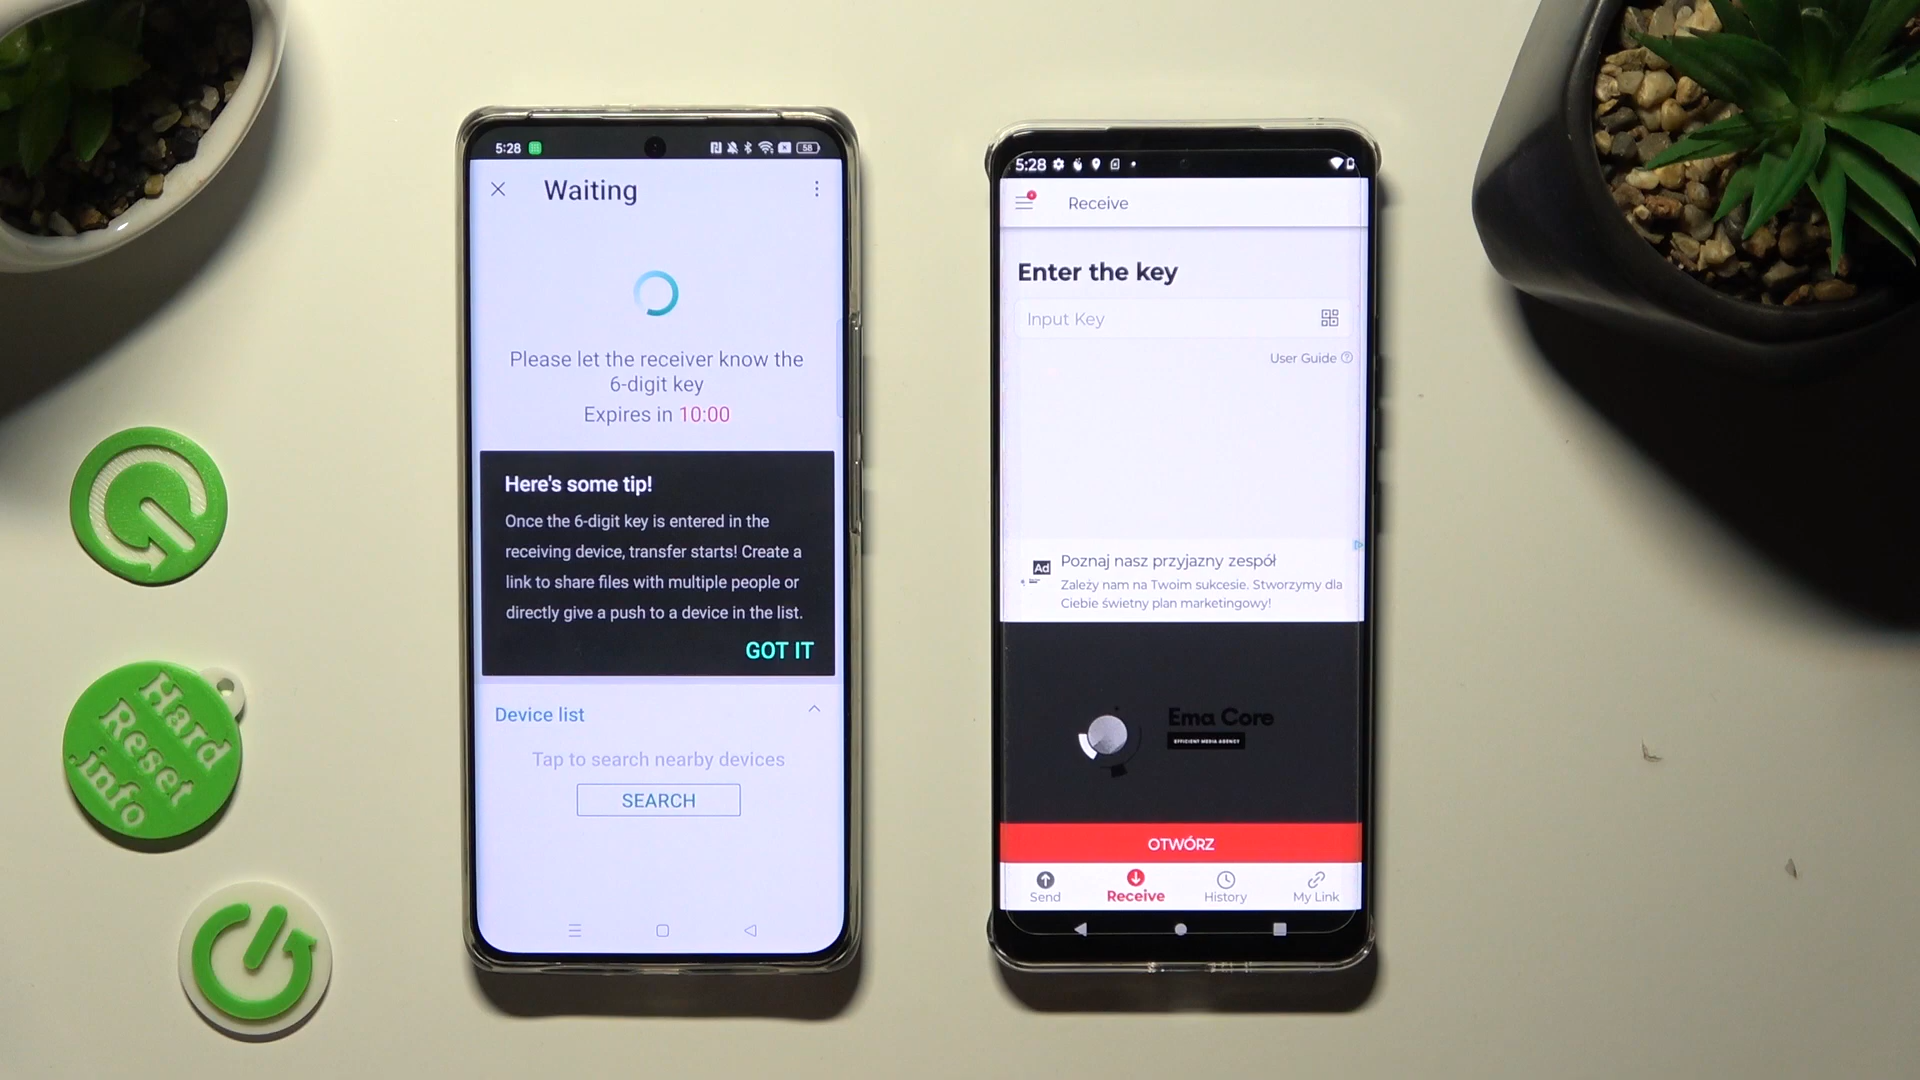 5:28
58
Waiting
Please let the receiver know the
6-digit key
Expires in 10:00
Here's some tip!
Once the 6-digit key is entered in the
receiving device, transfer starts! Create a
link to share files with multiple people or
directly give a push to a device in the list.
GOT IT
Device list
Tap to search nearby devices
SEARCH
5:28
Receive
Enter the key
Input Key
User Guide
Ad
Poznaj nasz przyjazny zespół
Zależy nam na Twoim sukcesie. Stworzymy dla
Ciebie świetny plan marketingowy!
Ema Core
EFFICIENT MEDIA AGENCY
OTWÓRZ
Send
Receive
History
My Link
Hard
Reset
.info